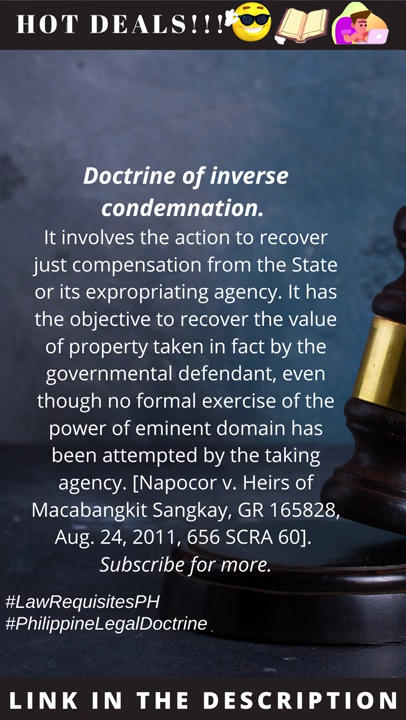 HOT DEALS!!!
Doctrine of inverse
condemnation.
It involves the action to recover
just compensation from the State
or its expropriating agency. It has
the objective to recover the value
of property taken in fact by the
governmental defendant, even
though no formal exercise of the
power of eminent domain has
been attempted by the taking
agency. [Napocor v. Heirs of
Macabangkit Sangkay, GR 165828,
Aug. 24, 2011, 656 SCRA 60].
Subscribe for more.
#LawRequisitesPH
#PhilippineLegalDoctrine
LINK IN THE DESCRIPTION